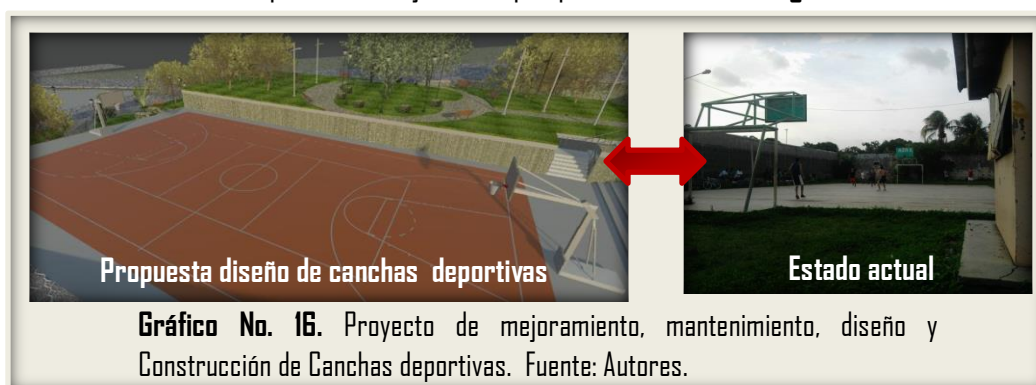 Propuesta diseño de canchas deportivas
Estado actual
Gráfico No. 16. Proyecto de mejoramiento, mantenimiento, diseño y
Construcción de Canchas deportivas. Fuente: Autores.